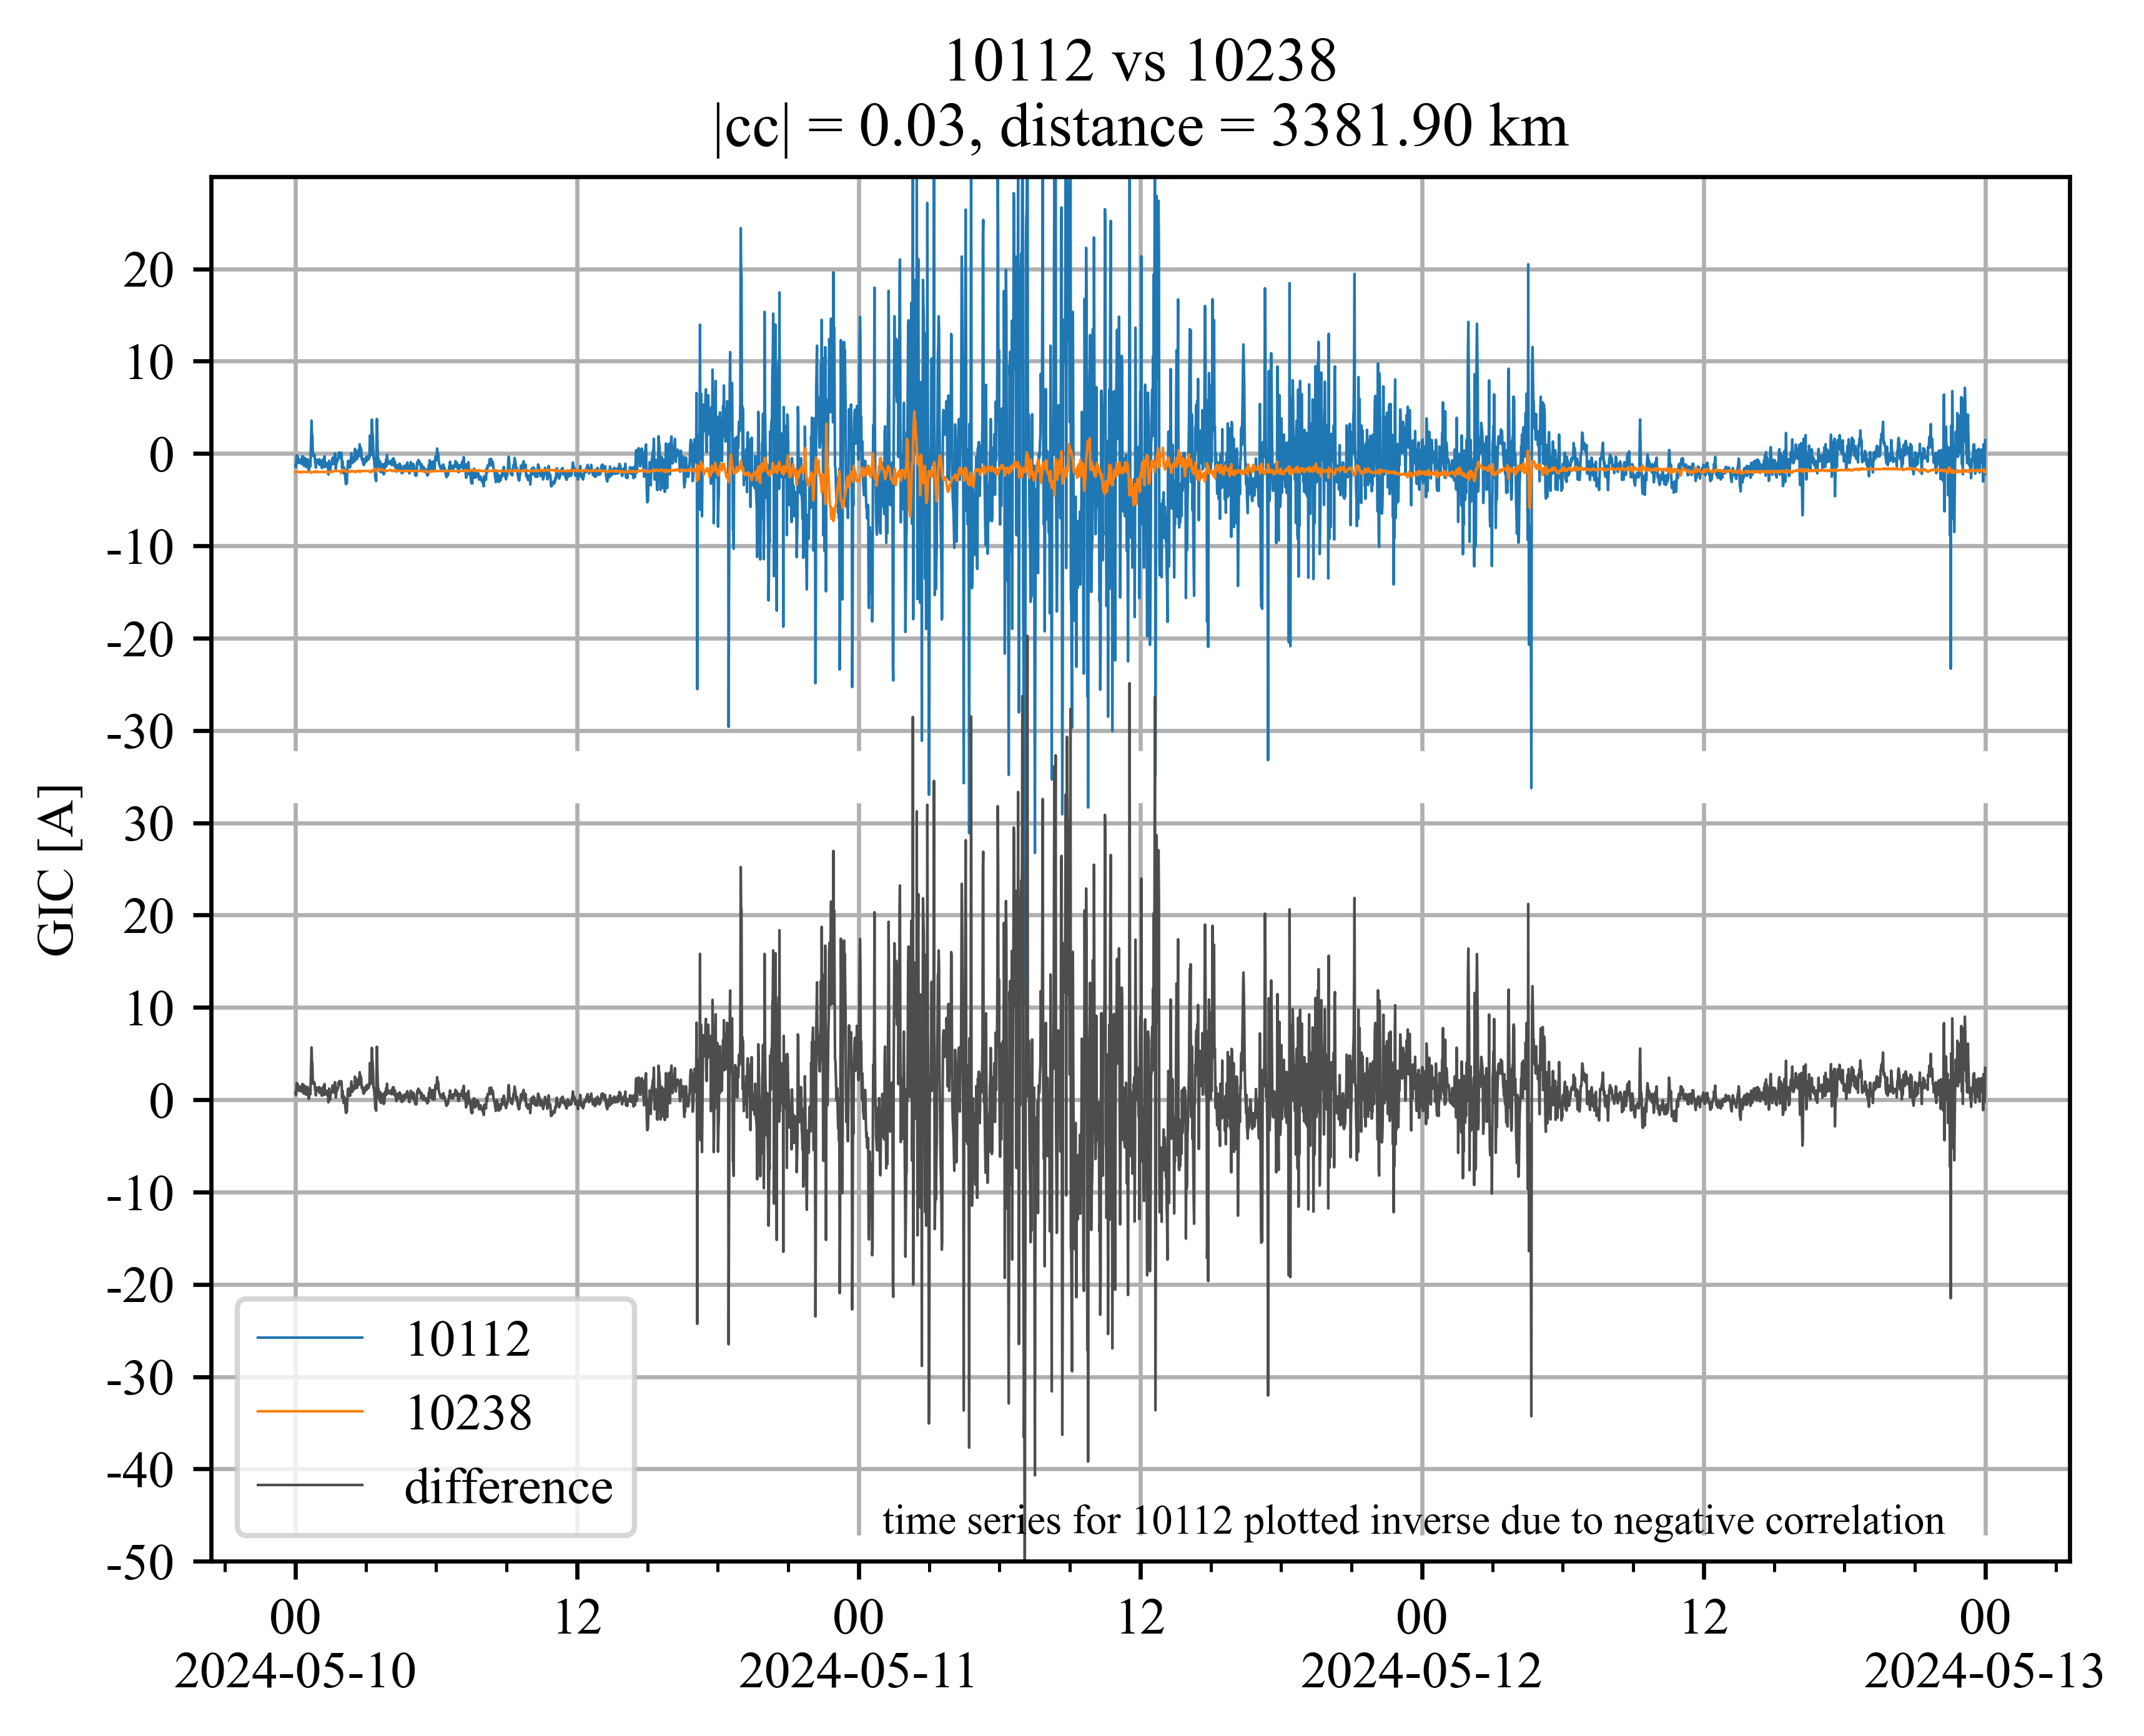 10112 vs 10238
|cc| = 0.03, distance = 3381.90 km
GIC [A]
20
10
0
-10
-20
-30
30
20
10
0
-10
-20
-30
-40
-50
10112
10238
difference
time series for 10112 plotted inverse due to negative correlation
00 12 00 12 00 12 00
2024-05-10 2024-05-11 2024-05-12 2024-05-13